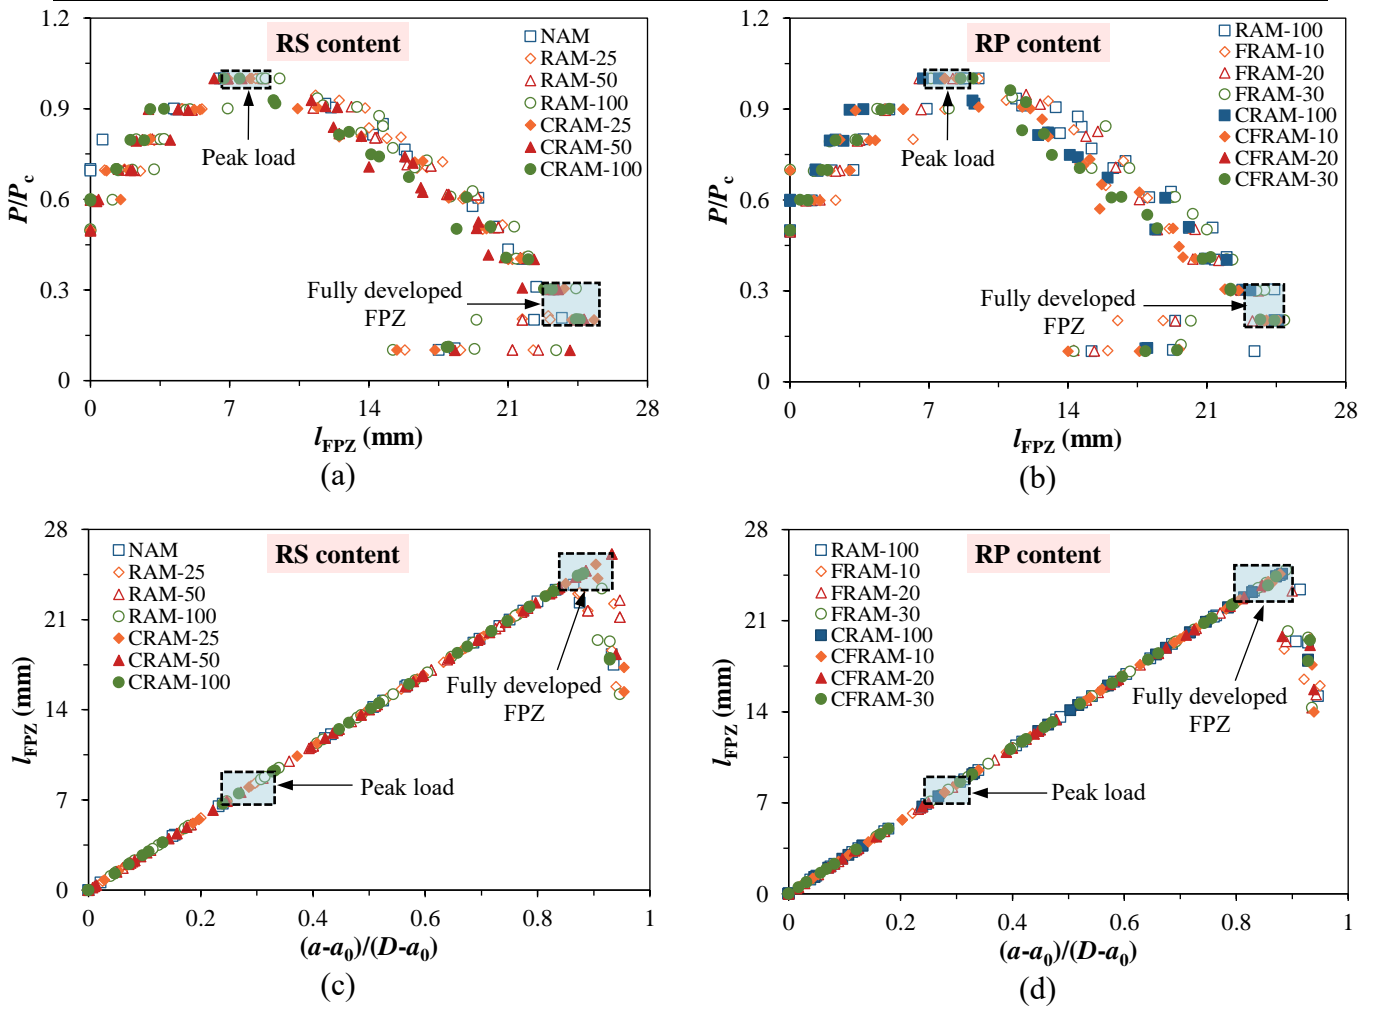 1.2
0.9
0.6
0.3
0
P/Pc
RS content
NAM
RAM-25
RAM-50
RAM-100
CRAM-25
CRAM-50
CRAM-100
Peak load
Fully developed
FPZ
0 7 14 21 28
lFPZ (mm)
(a)
1.2
0.9
0.6
0.3
0
P/Pc
RP content
RAM-100
FRAM-10
FRAM-20
FRAM-30
CRAM-100
CFRAM-10
CFRAM-20
CFRAM-30
Peak load
Fully developed
FPZ
0 7 14 21 28
lFPZ (mm)
(b)
28
21
14
7
0
lFPZ (mm)
RS content
NAM
RAM-25
RAM-50
RAM-100
CRAM-25
CRAM-50
CRAM-100
Fully developed
FPZ
Peak load
0 0.2 0.4 0.6 0.8 1
(a-a0)/(D-a0)
(c)
28
21
14
7
0
lFPZ (mm)
RP content
RAM-100
FRAM-10
FRAM-20
FRAM-30
CRAM-100
CFRAM-10
CFRAM-20
CFRAM-30
Fully developed
FPZ
Peak load
0 0.2 0.4 0.6 0.8 1
(a-a0)/(D-a0)
(d)